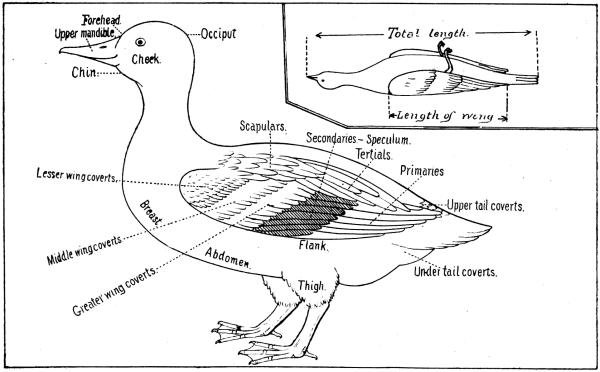 Forehead.
Upper mandible.
Occiput
Cheek.
Chin.
Total length.
Length of wing
Scapulars.
Secondaries - Speculum.
Tertials.
Primaries
Lesser wing coverts.
Upper tail coverts.
Breast.
Middle wing coverts.
Flank.
Abdomen.
Under tail coverts.
Greater wing coverts.
Thigh.